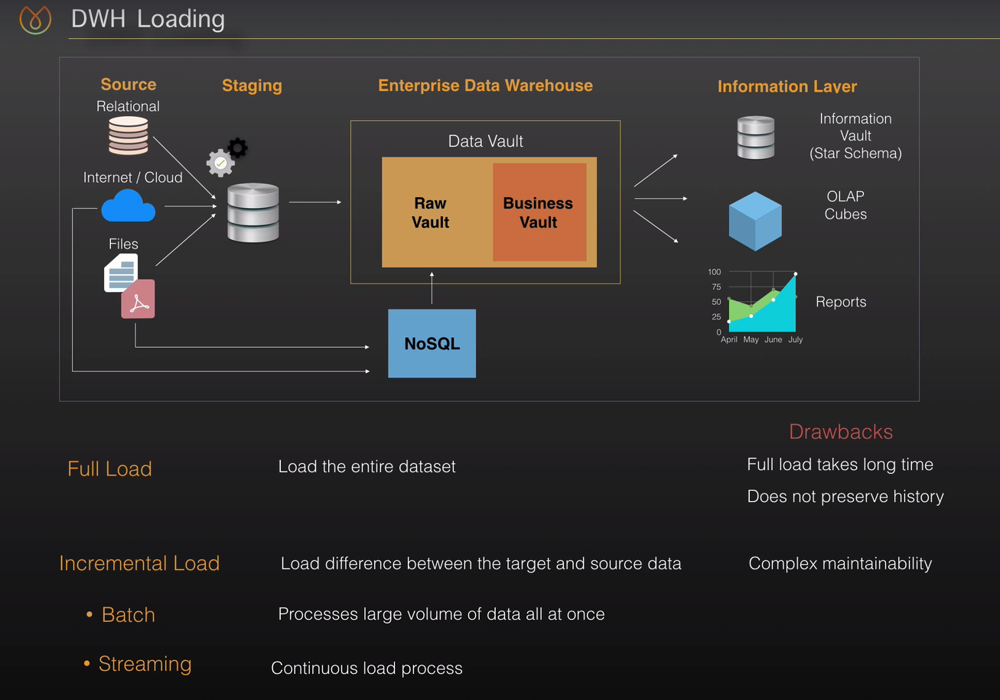 DWH Loading
Source
Staging
Enterprise Data Warehouse
Information Layer
Relational
Internet / Cloud
Files
Data Vault
Raw
Vault
Business
Vault
NoSQL
Information
Vault
(Star Schema)
OLAP
Cubes
100
75
50
25
0
April May June July
Reports
Drawbacks
Full Load
Load the entire dataset
Full load takes long time
Does not preserve history
Incremental Load
Load difference between the target and source data
Complex maintainability
• Batch
Processes large volume of data all at once
• Streaming
Continuous load process